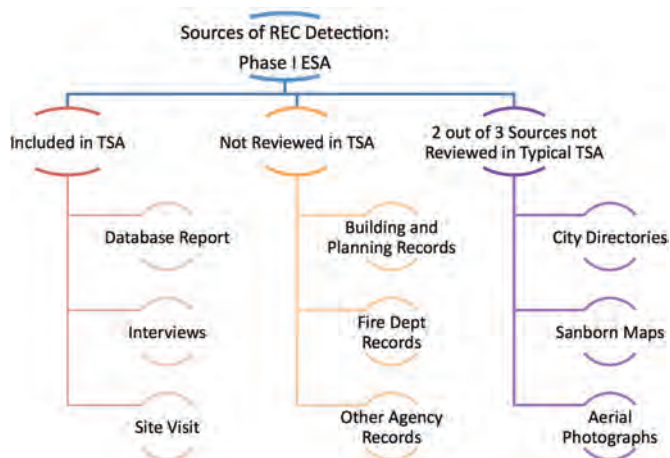 Sources of REC Detection:
Phase I ESA
Included in TSA
Not Reviewed in TSA
2 out of 3 Sources not
Reviewed in Typical TSA
Database Report
Interviews
Site Visit
Building and
Planning Records
Fire Dept
Records
Other Agency
Records
City Directories
Sanborn Maps
Aerial
Photographs